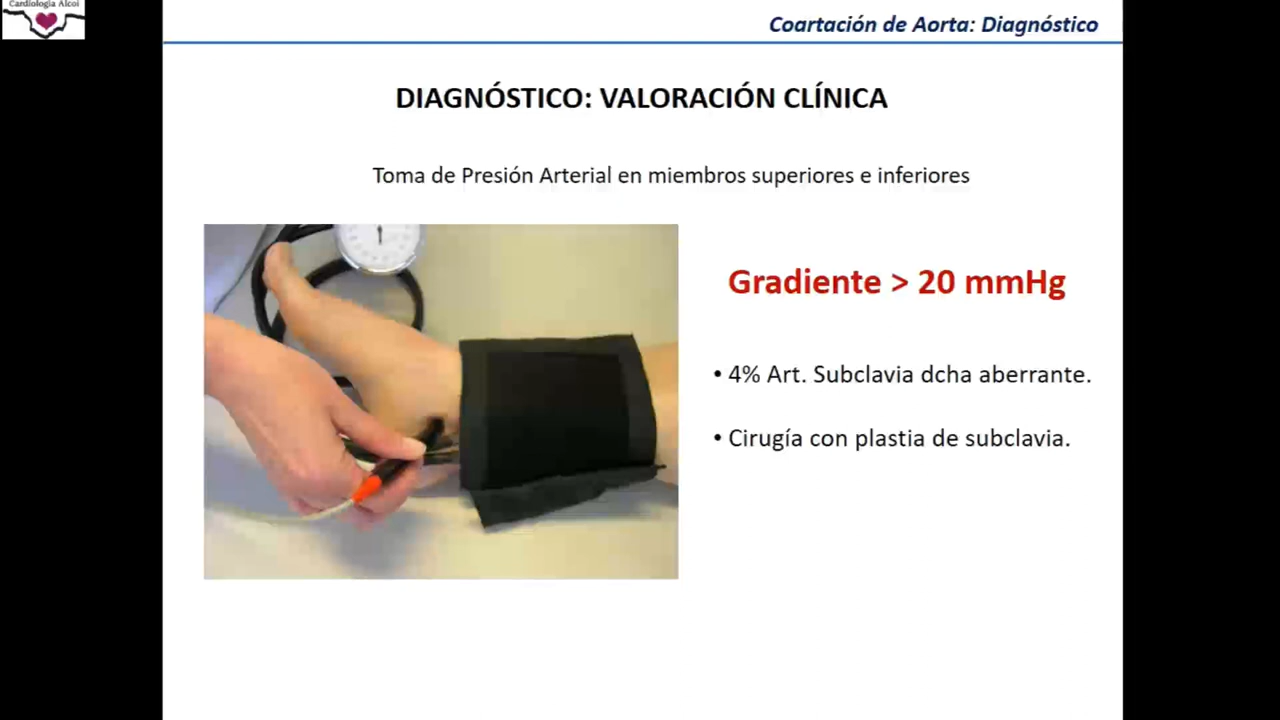 Cardiología Alcoi
Coartación de Aorta: Diagnóstico
DIAGNÓSTICO: VALORACIÓN CLÍNICA
Toma de Presión Arterial en miembros superiores e inferiores
Gradiente > 20 mmHg
• 4% Art. Subclavia dcha aberrante.
• Cirugía con plastia de subclavia.